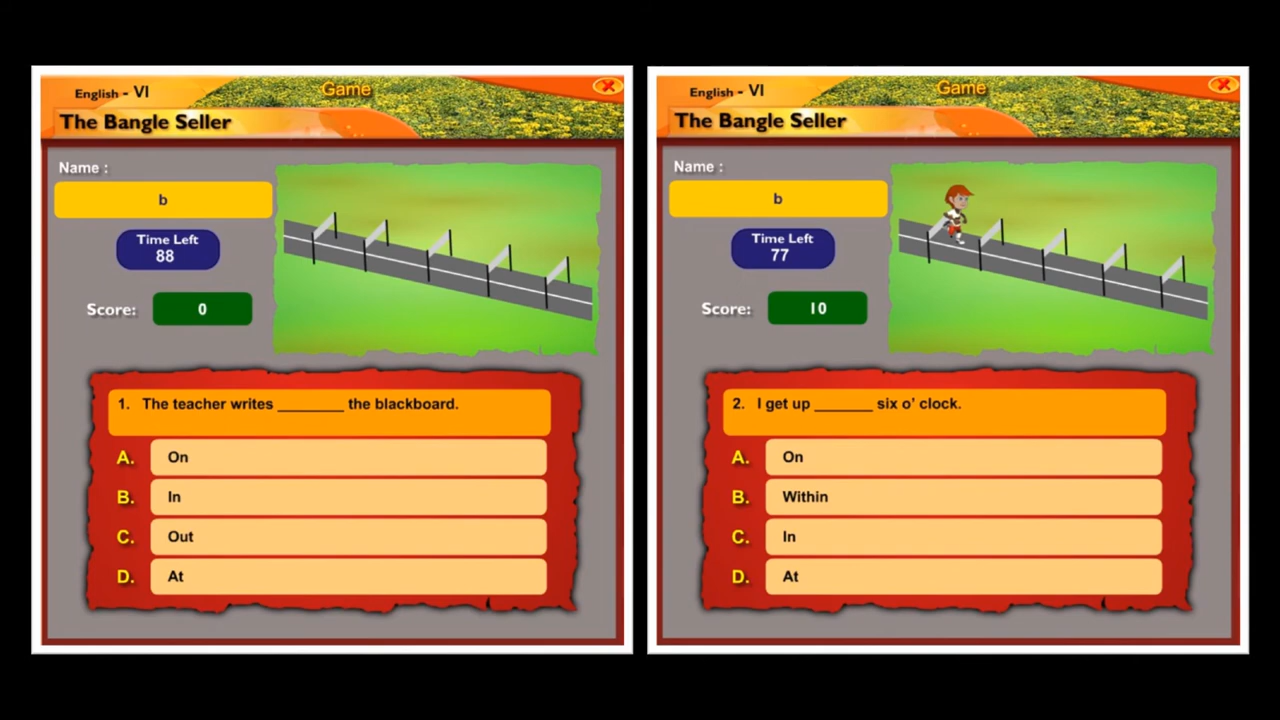 English - VI
Game
The Bangle Seller
Name :
b
Time Left
88
Score: 0
1. The teacher writes ________ the blackboard.
A. On
B. In
C. Out
D. At
English - VI
Game
The Bangle Seller
Name :
b
Time Left
77
Score: 10
2. I get up _______ six o' clock.
A. On
B. Within
C. In
D. At